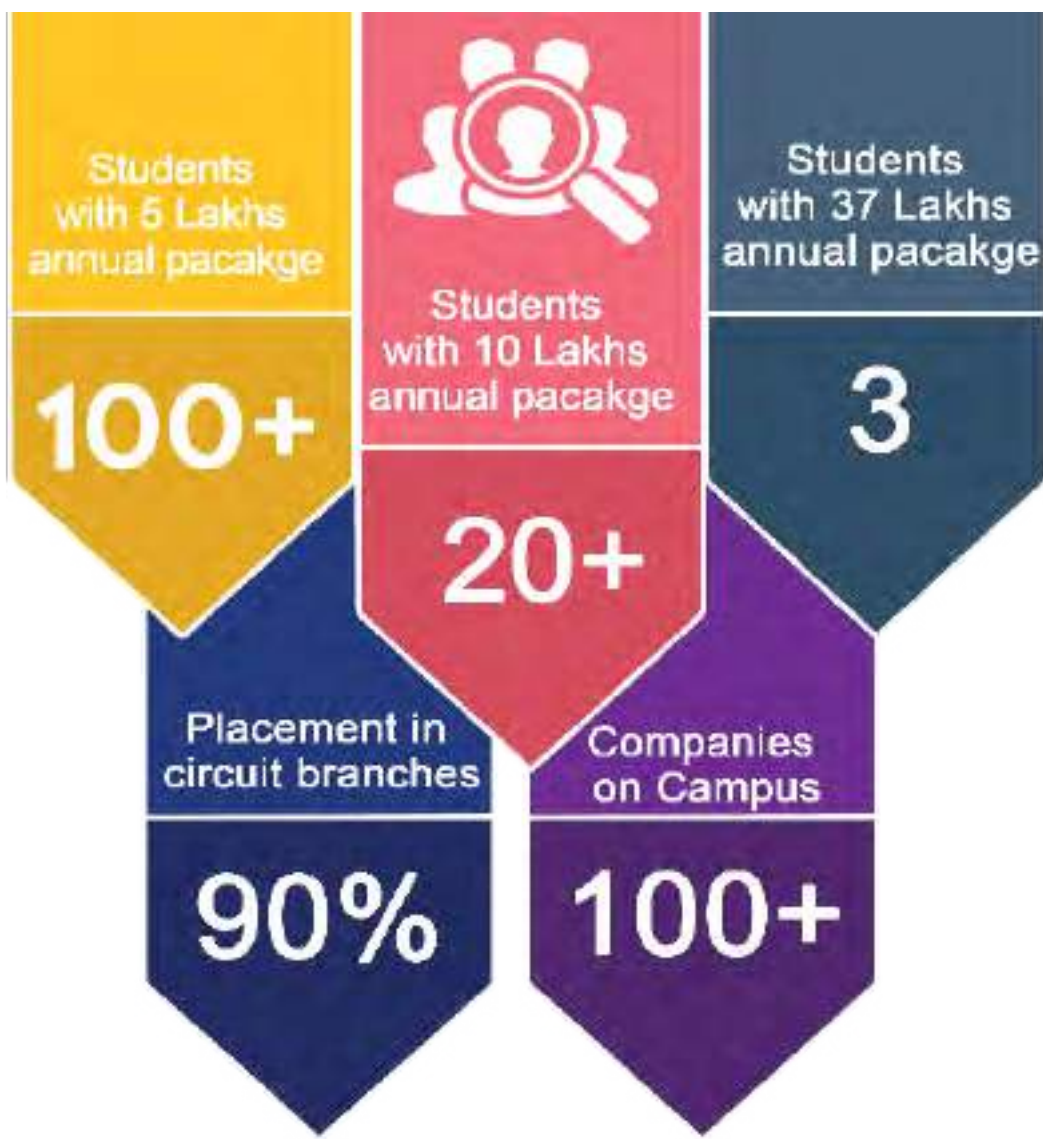 Students
with 5 Lakhs
annual pacakge
100+
Students
with 10 Lakhs
annual pacakge
20+
Students
with 37 Lakhs
annual pacakge
3
Placement in
circuit branches
90%
Companies
on Campus
100+